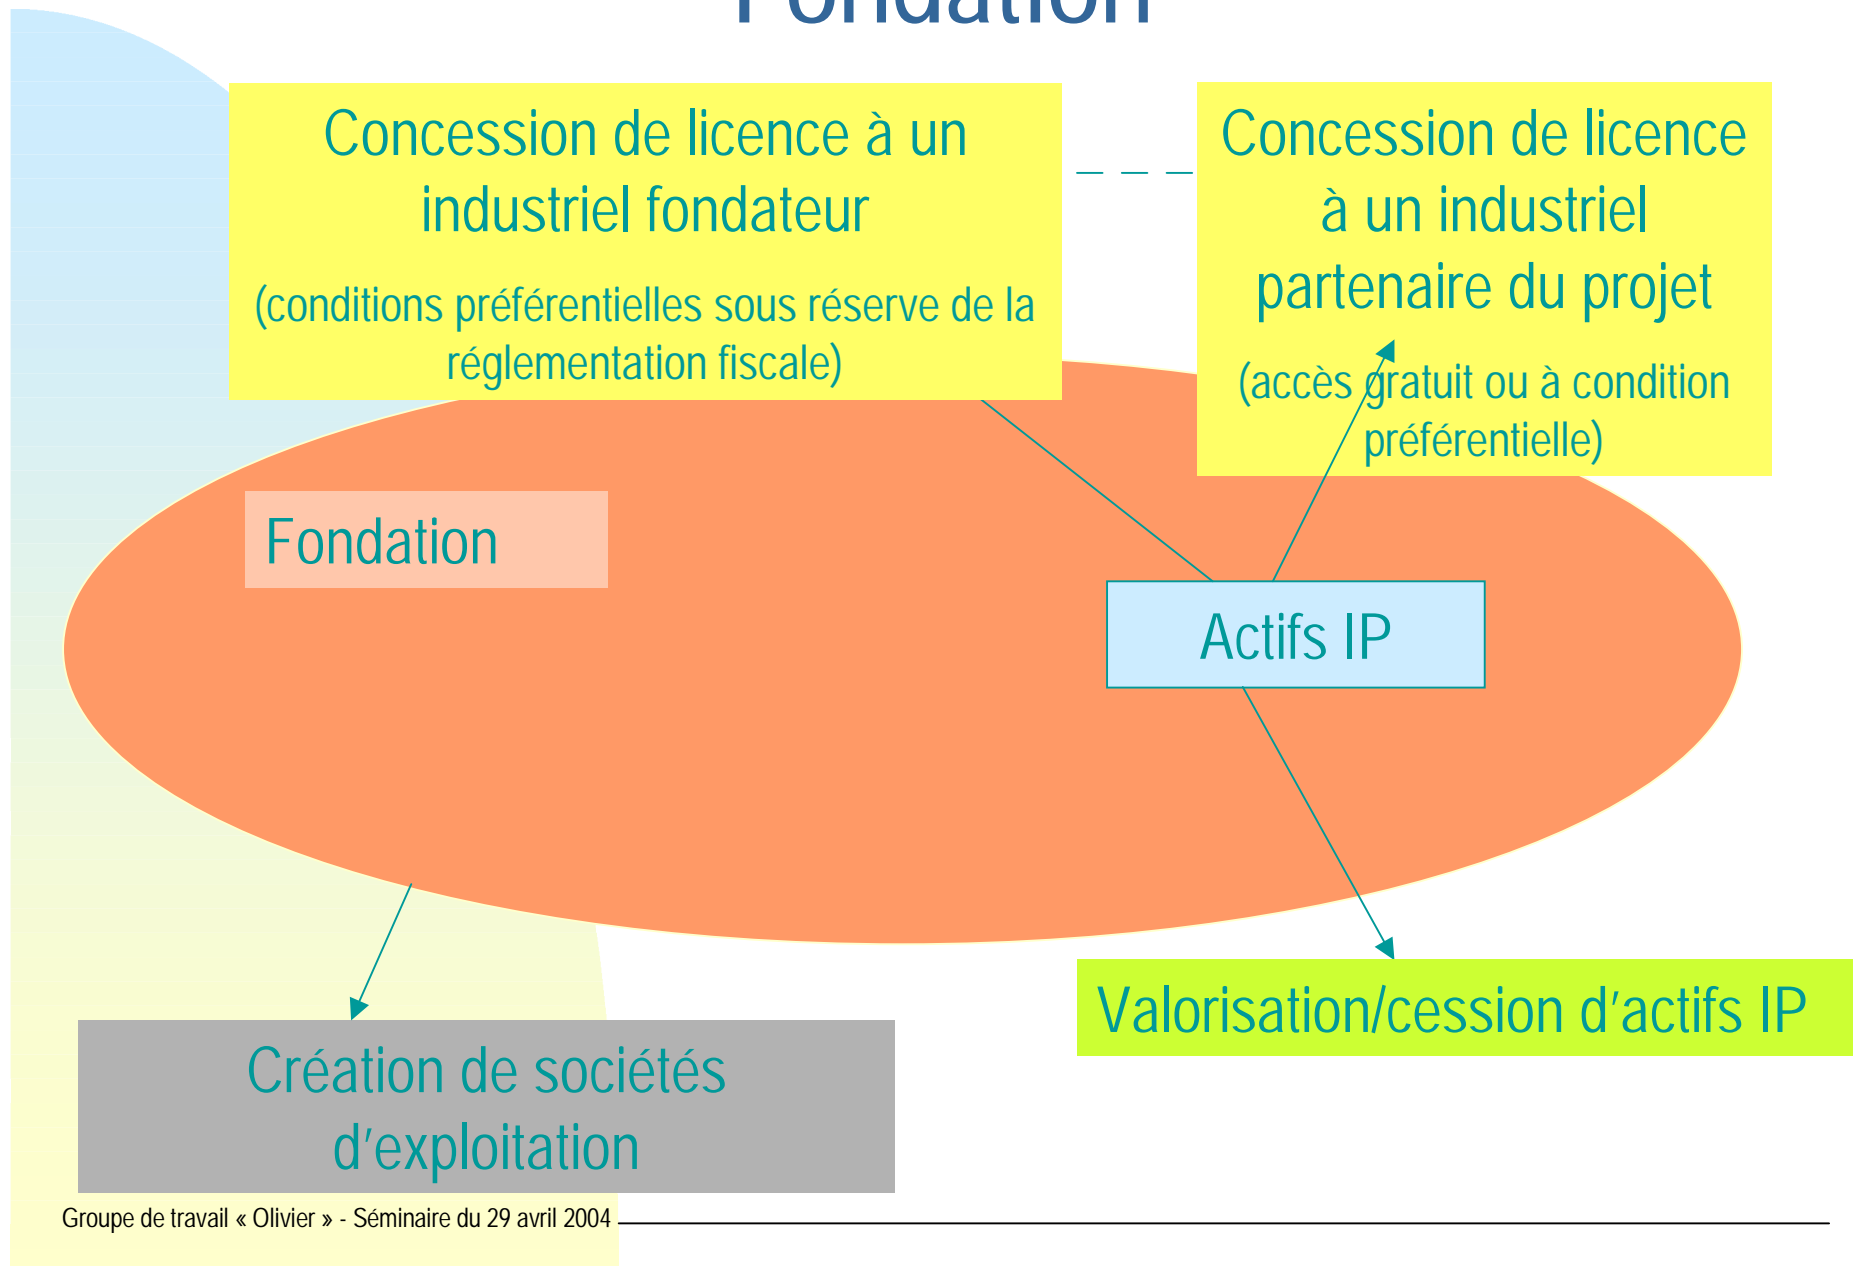 Fondation
Concession de licence à un
industriel fondateur
(conditions préférentielles sous réserve de la
réglementation fiscale)
Concession de licence
à un industriel
partenaire du projet
(accès gratuit ou à condition
préférentielle)
Fondation
Actifs IP
Valorisation/cession d’actifs IP
Création de sociétés
d’exploitation
Groupe de travail « Olivier » - Séminaire du 29 avril 2004